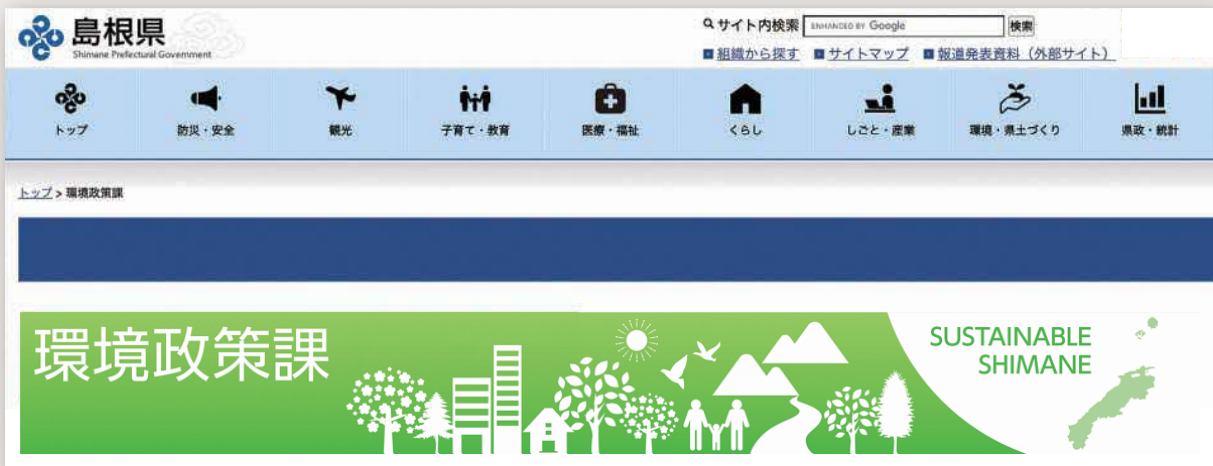 島根県
Shimane Prefectural Government
サイト内検索 ENHANCED BY Google 検索
組織から探す サイトマップ 報道発表資料（外部サイト）
トップ 防災・安全 観光 子育て・教育 医療・福祉 くらし しごと・産業 環境・県土づくり 県政・統計
トップ > 環境政策課
環境政策課
SUSTAINABLE
SHIMANE